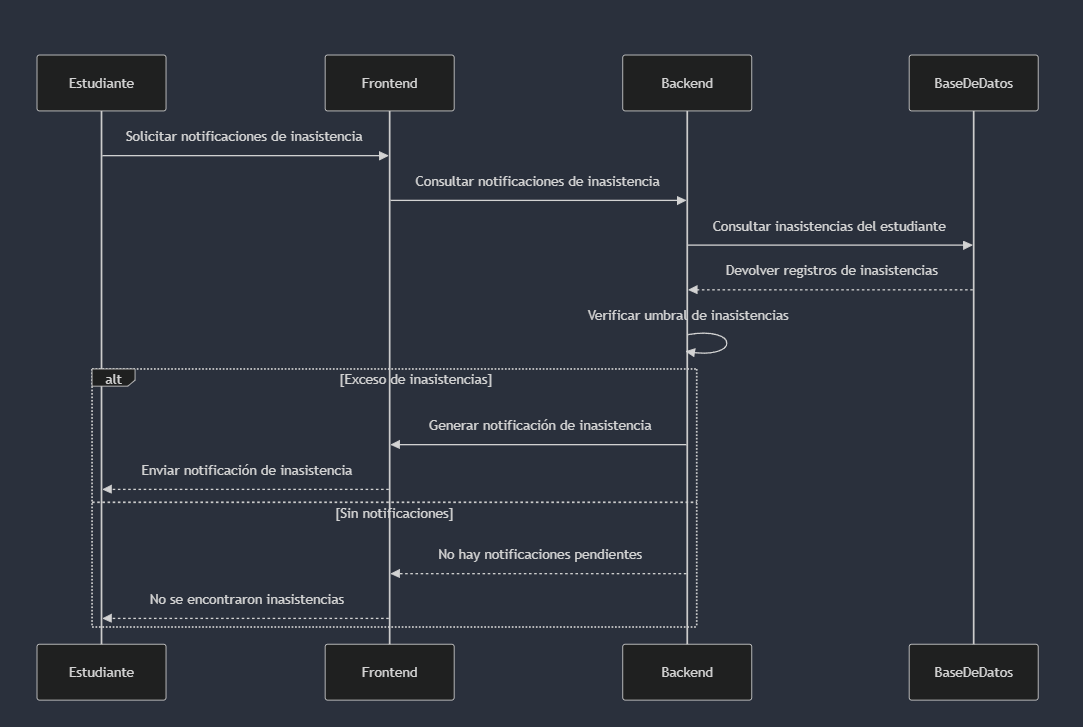 Estudiante
Frontend
Backend
BaseDeDatos
Solicitar notificaciones de inasistencia
Consultar notificaciones de inasistencia
Consultar inasistencias del estudiante
Devolver registros de inasistencias
Verificar umbral de inasistencias
alt
[Exceso de inasistencias]
Generar notificación de inasistencia
Enviar notificación de inasistencia
[Sin notificaciones]
No hay notificaciones pendientes
No se encontraron inasistencias
Estudiante
Frontend
Backend
BaseDeDatos